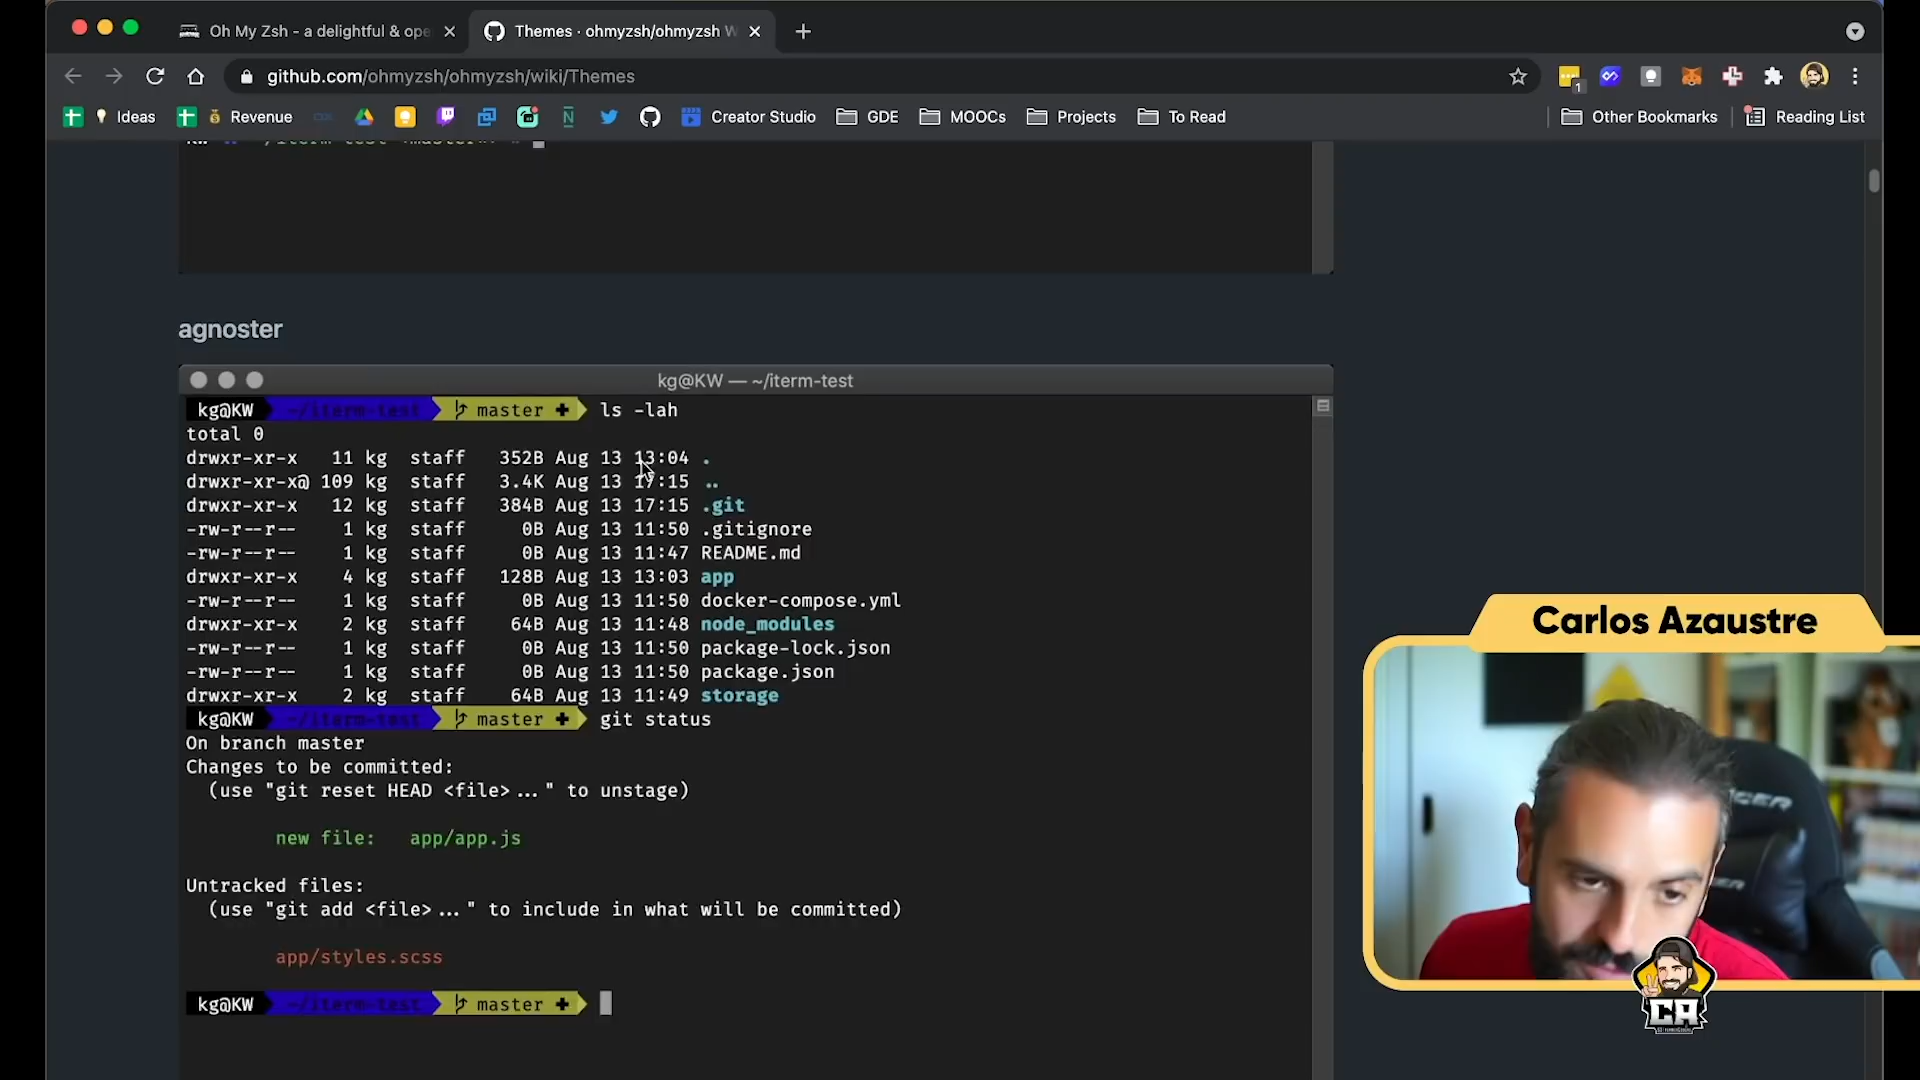 Oh My Zsh - a delightful & ope
Themes · ohmyzsh/ohmyzsh W
github.com/ohmyzsh/ohmyzsh/wiki/Themes
1
Ideas
Revenue
Creator Studio
GDE
MOOCs
Projects
To Read
Other Bookmarks
Reading List
agnoster
kg@KW — ~/iterm-test
kg@KW ~/iterm-test master ✚ ls -lah
total 0
drwxr-xr-x 11 kg staff 352B Aug 13 13:04 .
drwxr-xr-x@ 109 kg staff 3.4K Aug 13 17:15 ..
drwxr-xr-x 12 kg staff 384B Aug 13 17:15 .git
-rw-r--r-- 1 kg staff 0B Aug 13 11:50 .gitignore
-rw-r--r-- 1 kg staff 0B Aug 13 11:47 README.md
drwxr-xr-x 4 kg staff 128B Aug 13 13:03 app
-rw-r--r-- 1 kg staff 0B Aug 13 11:50 docker-compose.yml
drwxr-xr-x 2 kg staff 64B Aug 13 11:48 node_modules
-rw-r--r-- 1 kg staff 0B Aug 13 11:50 package-lock.json
-rw-r--r-- 1 kg staff 0B Aug 13 11:50 package.json
drwxr-xr-x 2 kg staff 64B Aug 13 11:49 storage
kg@KW ~/iterm-test master ✚ git status
On branch master
Changes to be committed:
(use "git reset HEAD <file>..." to unstage)
new file: app/app.js
Untracked files:
(use "git add <file>..." to include in what will be committed)
app/styles.scss
kg@KW ~/iterm-test master ✚
Carlos Azaustre
CA